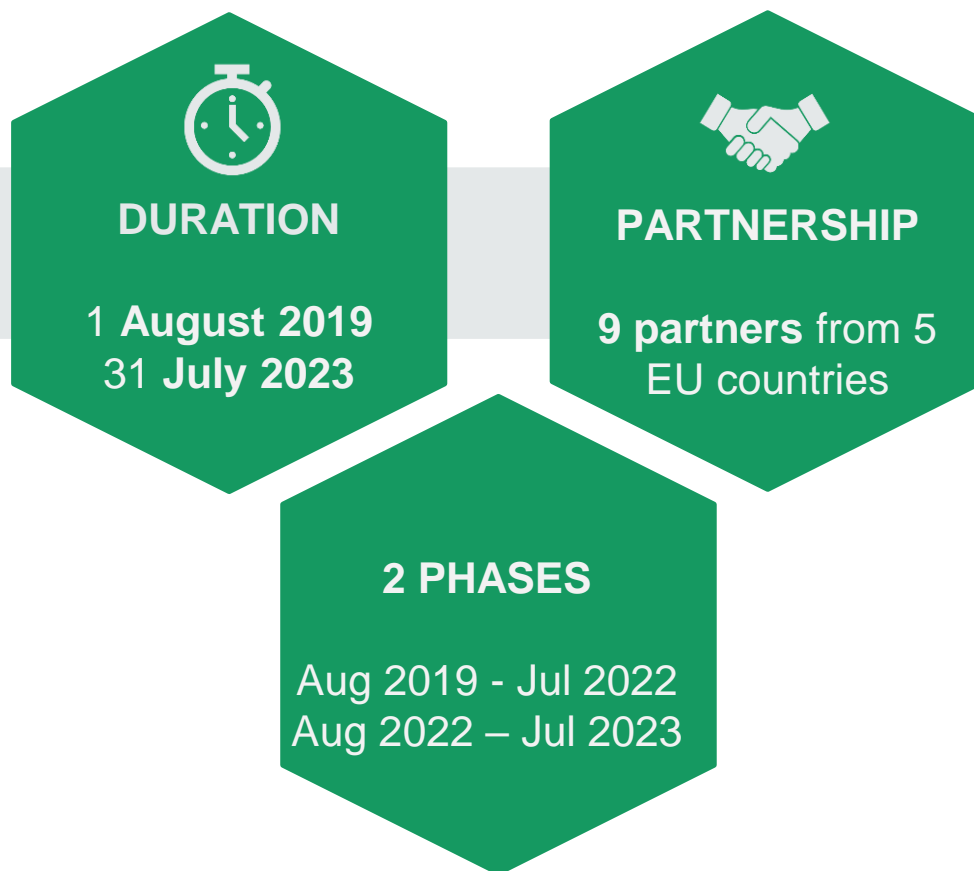 DURATION
1 August 2019
31 July 2023
PARTNERSHIP
9 partners from 5
EU countries
2 PHASES
Aug 2019 - Jul 2022
Aug 2022 – Jul 2023